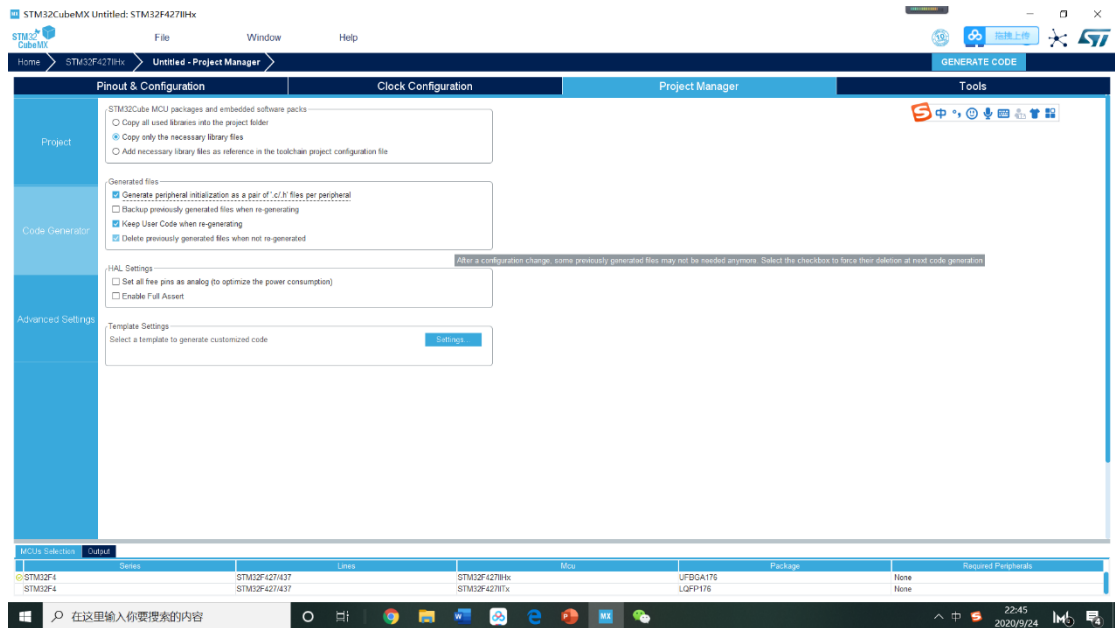 STM32CubeMX Untitled: STM32F427IIHx
STM32 CubeMX File Window Help 拖拽上传
Home STM32F427IIHx Untitled - Project Manager GENERATE CODE
Pinout & Configuration Clock Configuration Project Manager Tools
STM32Cube MCU packages and embedded software packs
Copy all used libraries into the project folder
Project Copy only the necessary library files
Add necessary library files as reference in the toolchain project configuration file
Generated files
Generate peripheral initialization as a pair of '.c/.h' files per peripheral
Backup previously generated files when re-generating
Code Generator Keep User Code when re-generating
Delete previously generated files when not re-generated
After a configuration change, some previously generated files may not be needed anymore. Select the checkbox to force their deletion at next code generation
HAL Settings
Set all free pins as analog (to optimize the power consumption)
Enable Full Assert
Advanced Settings
Template Settings
Select a template to generate customized code Settings...
MCUs Selection Output
Series Lines Mcu Package Required Peripherals
STM32F4 STM32F427/437 STM32F427IIHx UFBGA176 None
STM32F4 STM32F427/437 STM32F427IITx LQFP176 None
在这里输入你要搜索的内容 中 22:45
2020/9/24